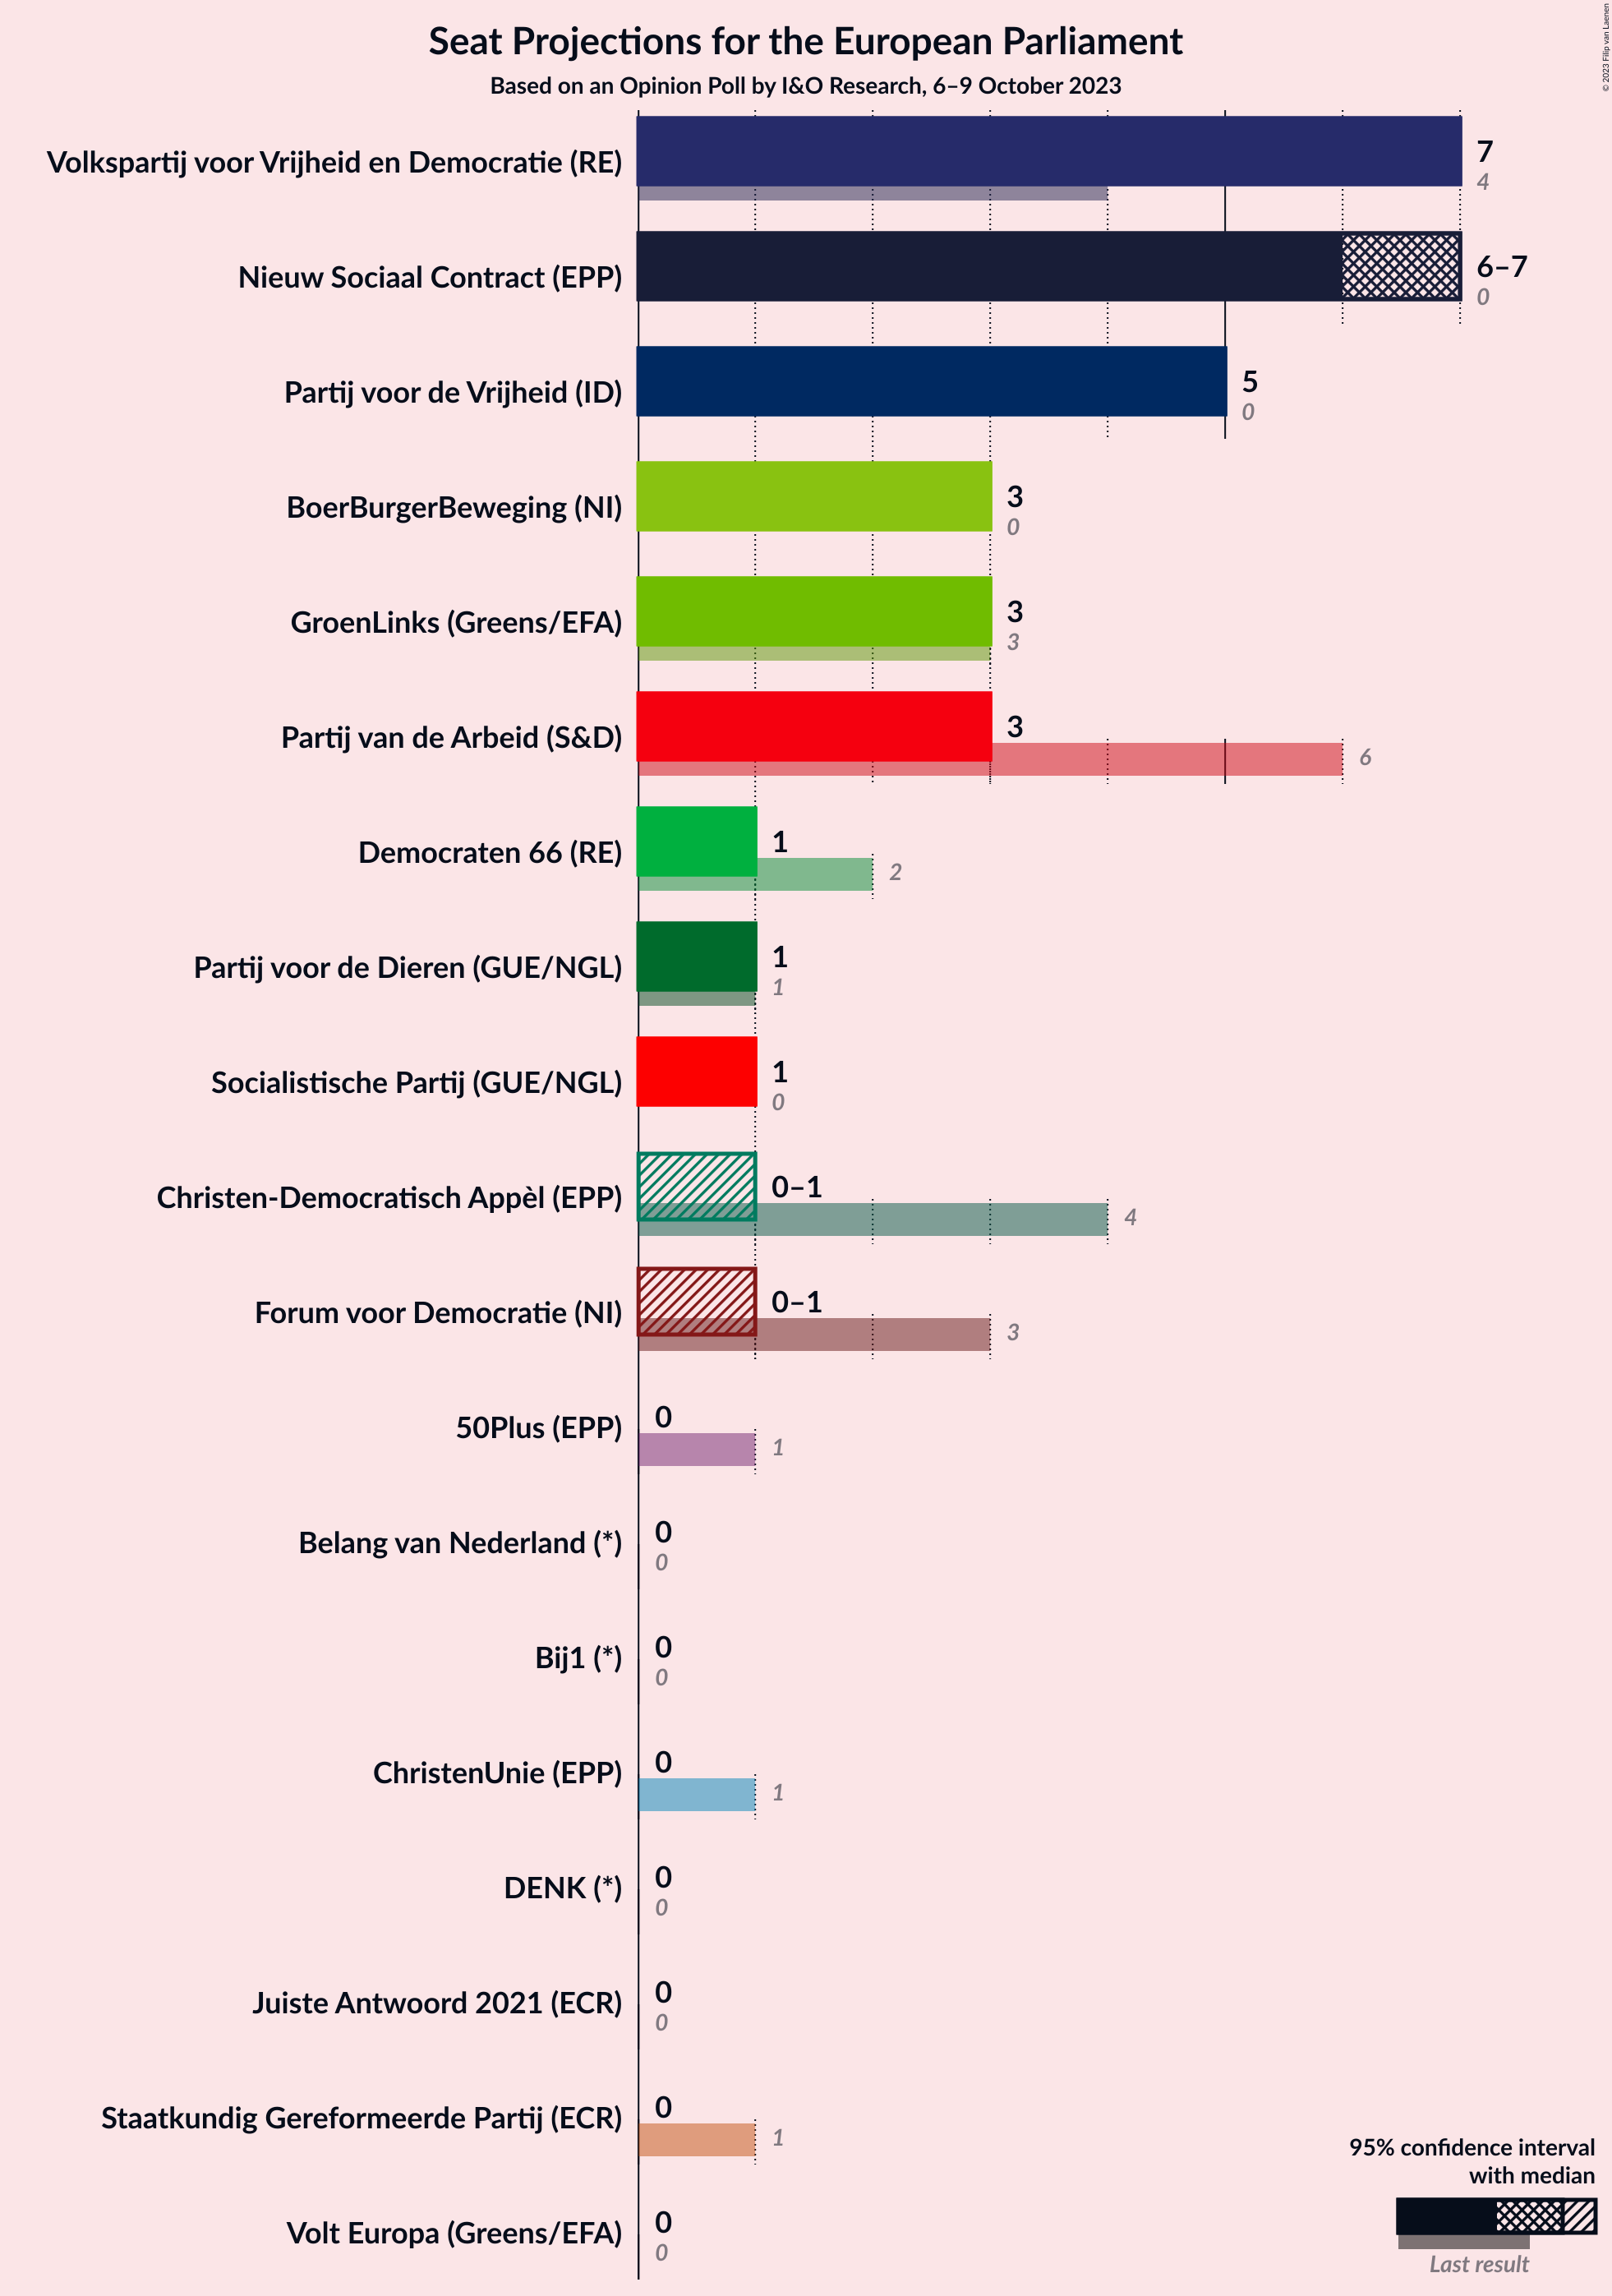 Seat Projections for the European Parliament
Based on an Opinion Poll by I&O Research, 6–9 October 2023
© 2023 Filip van Laenen
Volkspartij voor Vrijheid en Democratie (RE)
7
4
Nieuw Sociaal Contract (EPP)
6–7
0
Partij voor de Vrijheid (ID)
5
0
BoerBurgerBeweging (NI)
3
0
GroenLinks (Greens/EFA)
3
3
Partij van de Arbeid (S&D)
3
6
Democraten 66 (RE)
1
2
Partij voor de Dieren (GUE/NGL)
1
1
Socialistische Partij (GUE/NGL)
1
0
Christen-Democratisch Appèl (EPP)
0–1
4
Forum voor Democratie (NI)
0–1
3
50Plus (EPP)
0
1
Belang van Nederland (*)
0
0
Bij1 (*)
0
0
ChristenUnie (EPP)
0
1
DENK (*)
0
0
Juiste Antwoord 2021 (ECR)
0
0
Staatkundig Gereformeerde Partij (ECR)
0
1
Volt Europa (Greens/EFA)
0
0
95% confidence interval
with median
Last result